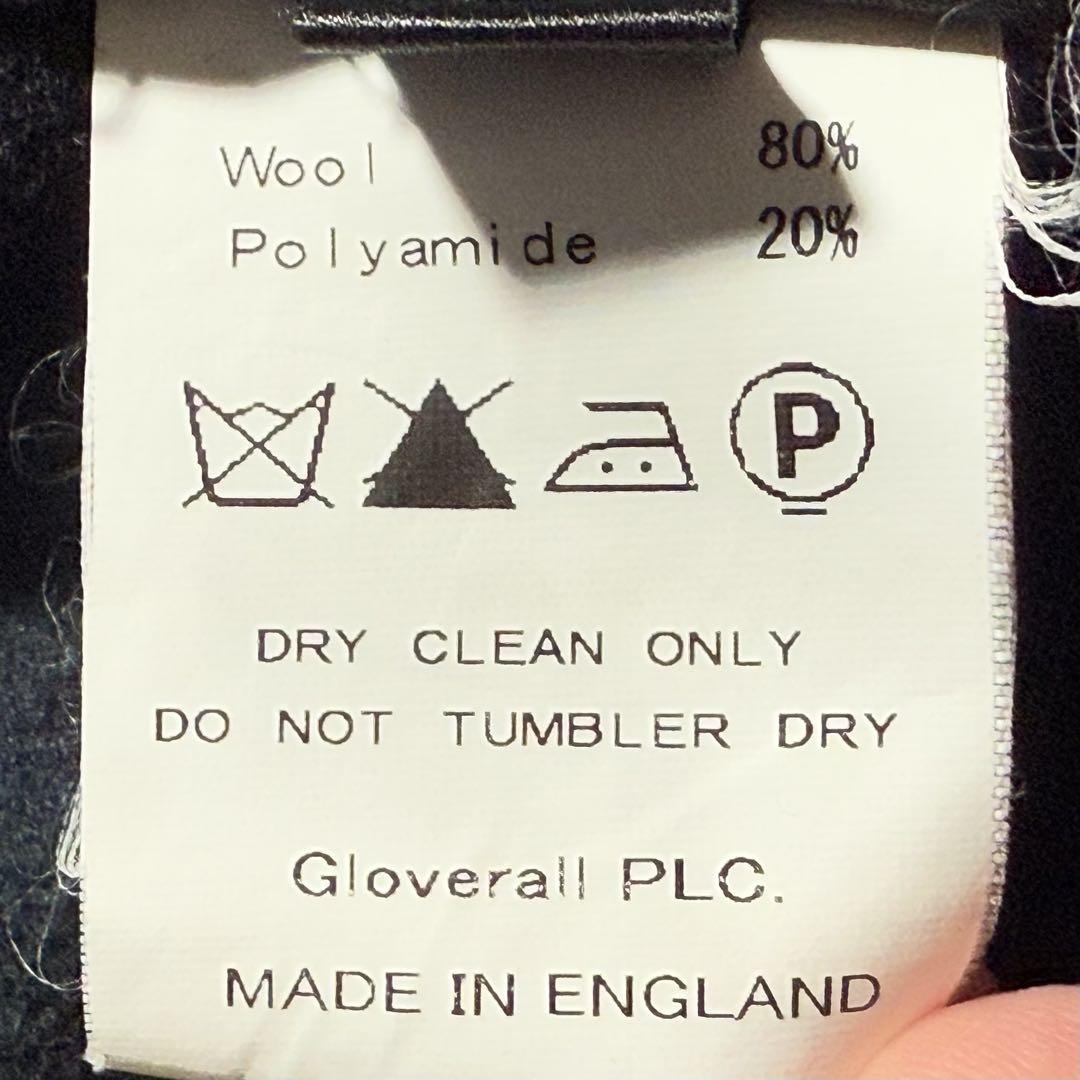 Wool 80%
Polyamide 20%
P
DRY CLEAN ONLY
DO NOT TUMBLER DRY
Gloverall PLC.
MADE IN ENGLAND